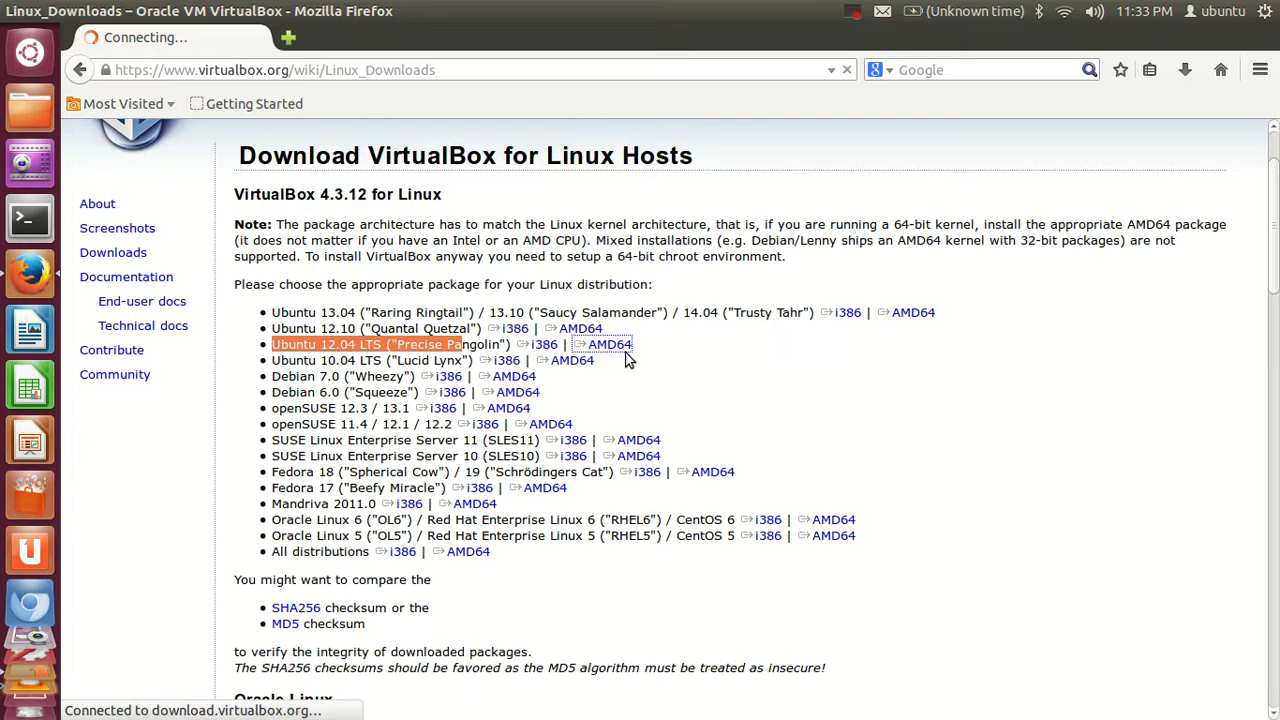 Linux_Downloads – Oracle VM VirtualBox - Mozilla Firefox
(Unknown time)
11:33 PM
ubuntu
Connecting...
https://www.virtualbox.org/wiki/Linux_Downloads
Google
Most Visited
Getting Started
Download VirtualBox for Linux Hosts
VirtualBox 4.3.12 for Linux
About
Screenshots
Downloads
Documentation
End-user docs
Technical docs
Contribute
Community
Note: The package architecture has to match the Linux kernel architecture, that is, if you are running a 64-bit kernel, install the appropriate AMD64 package
(it does not matter if you have an Intel or an AMD CPU). Mixed installations (e.g. Debian/Lenny ships an AMD64 kernel with 32-bit packages) are not
supported. To install VirtualBox anyway you need to setup a 64-bit chroot environment.
Please choose the appropriate package for your Linux distribution:
• Ubuntu 13.04 ("Raring Ringtail") / 13.10 ("Saucy Salamander") / 14.04 ("Trusty Tahr") i386 | AMD64
• Ubuntu 12.10 ("Quantal Quetzal") i386 | AMD64
• Ubuntu 12.04 LTS ("Precise Pangolin") i386 | AMD64
• Ubuntu 10.04 LTS ("Lucid Lynx") i386 | AMD64
• Debian 7.0 ("Wheezy") i386 | AMD64
• Debian 6.0 ("Squeeze") i386 | AMD64
• openSUSE 12.3 / 13.1 i386 | AMD64
• openSUSE 11.4 / 12.1 / 12.2 i386 | AMD64
• SUSE Linux Enterprise Server 11 (SLES11) i386 | AMD64
• SUSE Linux Enterprise Server 10 (SLES10) i386 | AMD64
• Fedora 18 ("Spherical Cow") / 19 ("Schrödingers Cat") i386 | AMD64
• Fedora 17 ("Beefy Miracle") i386 | AMD64
• Mandriva 2011.0 i386 | AMD64
• Oracle Linux 6 ("OL6") / Red Hat Enterprise Linux 6 ("RHEL6") / CentOS 6 i386 | AMD64
• Oracle Linux 5 ("OL5") / Red Hat Enterprise Linux 5 ("RHEL5") / CentOS 5 i386 | AMD64
• All distributions i386 | AMD64
You might want to compare the
• SHA256 checksum or the
• MD5 checksum
to verify the integrity of downloaded packages.
The SHA256 checksums should be favored as the MD5 algorithm must be treated as insecure!
Oracle Linux
Connected to download.virtualbox.org...